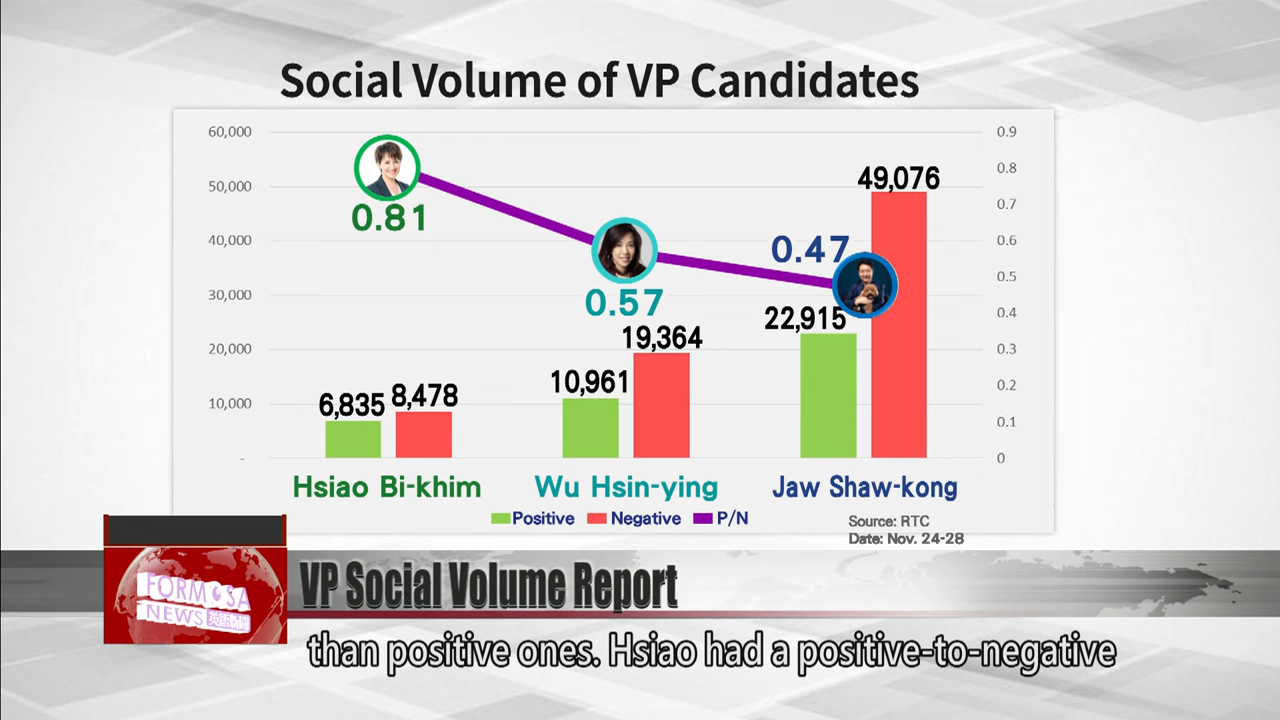 Social Volume of VP Candidates
60,000
50,000
40,000
30,000
20,000
10,000
-
0.9
0.8
0.7
0.6
0.5
0.4
0.3
0.2
0.1
0
0.81
0.57
0.47
6,835
8,478
10,961
19,364
22,915
49,076
Hsiao Bi-khim
Wu Hsin-ying
Jaw Shaw-kong
Positive
Negative
P/N
Source: RTC
Date: Nov. 24-28
FORMOSA
NEWS
VP Social Volume Report
than positive ones. Hsiao had a positive-to-negative